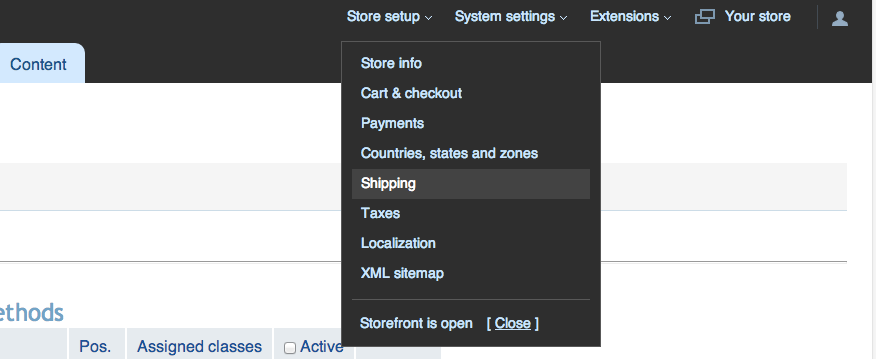 Store setup System settings Extensions Your store
Content
Store info
Cart & checkout
Payments
Countries, states and zones
Shipping
Taxes
Localization
XML sitemap
Storefront is open [ Close ]
ethods
Pos. Assigned classes Active